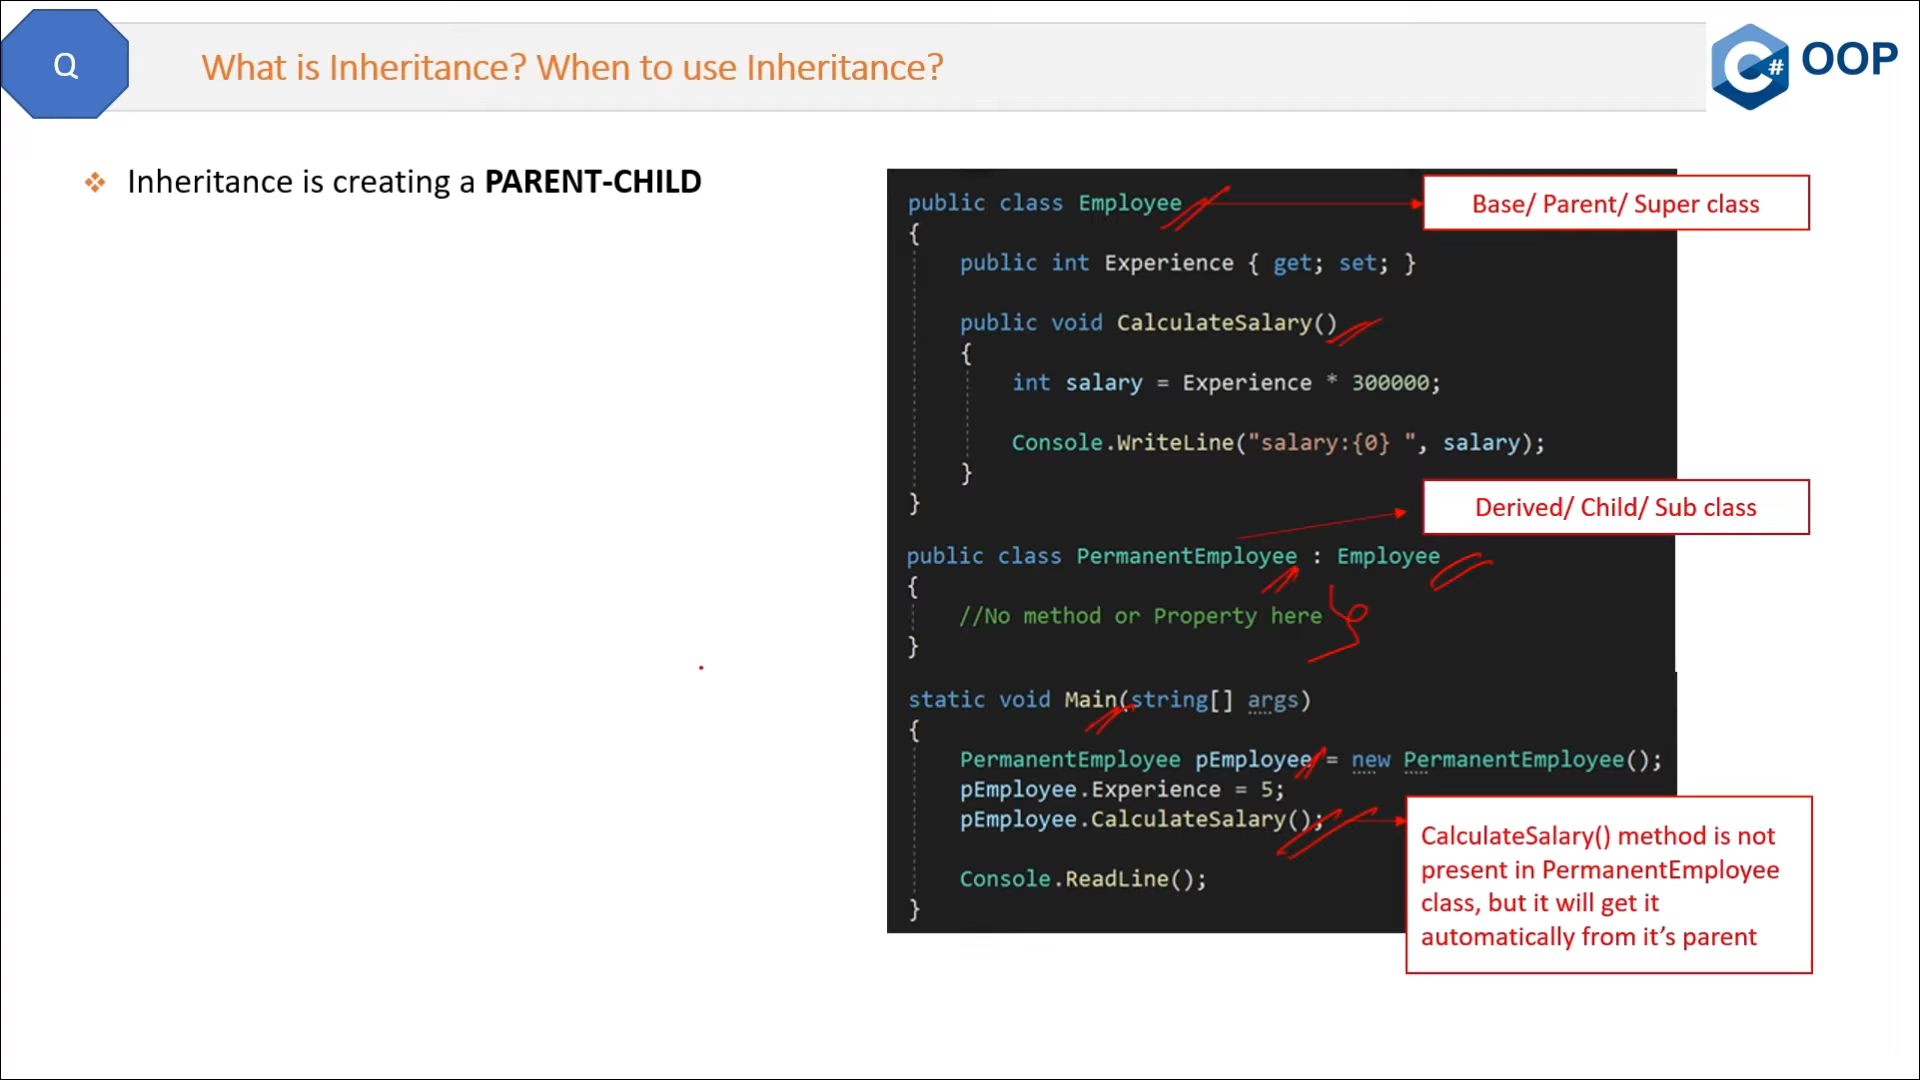 Q
What is Inheritance? When to use Inheritance?
C# OOP
❖ Inheritance is creating a PARENT-CHILD
public class Employee
Base/ Parent/ Super class
{
public int Experience { get; set; }
public void CalculateSalary()
{
int salary = Experience * 300000;
Console.WriteLine("salary:{0} ", salary);
}
}
Derived/ Child/ Sub class
public class PermanentEmployee : Employee
{
//No method or Property here
}
static void Main(string[] args)
{
PermanentEmployee pEmployee = new PermanentEmployee();
pEmployee.Experience = 5;
pEmployee.CalculateSalary();
Console.ReadLine();
}
CalculateSalary() method is not
present in PermanentEmployee
class, but it will get it
automatically from it’s parent